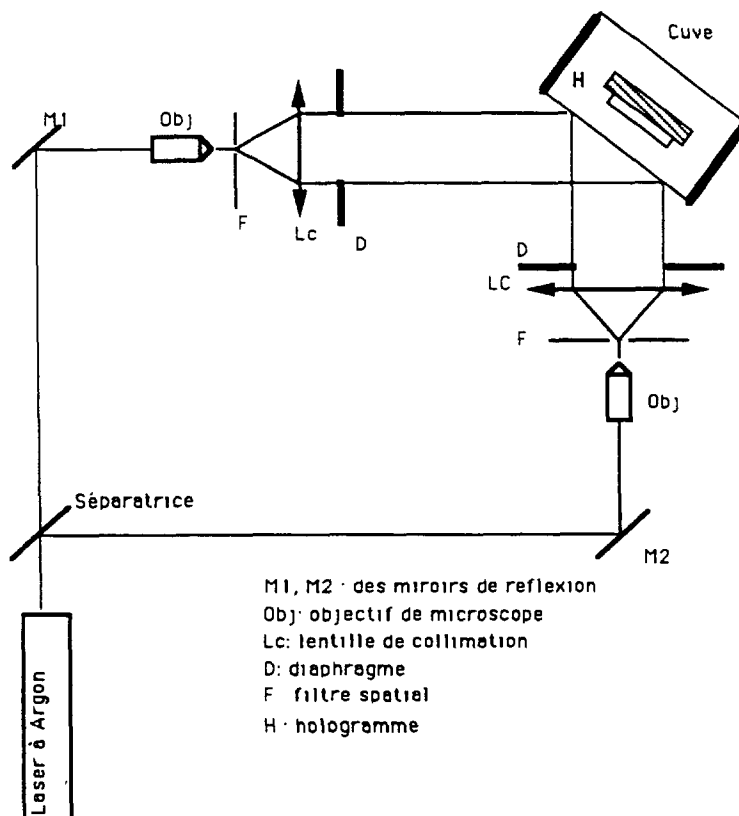 Cuve
H
M1
Obj
F
Lc
D
D
LC
F
Obj
Séparatrice
M2
M1, M2 · des miroirs de reflexion
Obj· objectif de microscope
Lc: lentille de collimation
D: diaphragme
F filtre spatial
H · hologramme
Laser à Argon